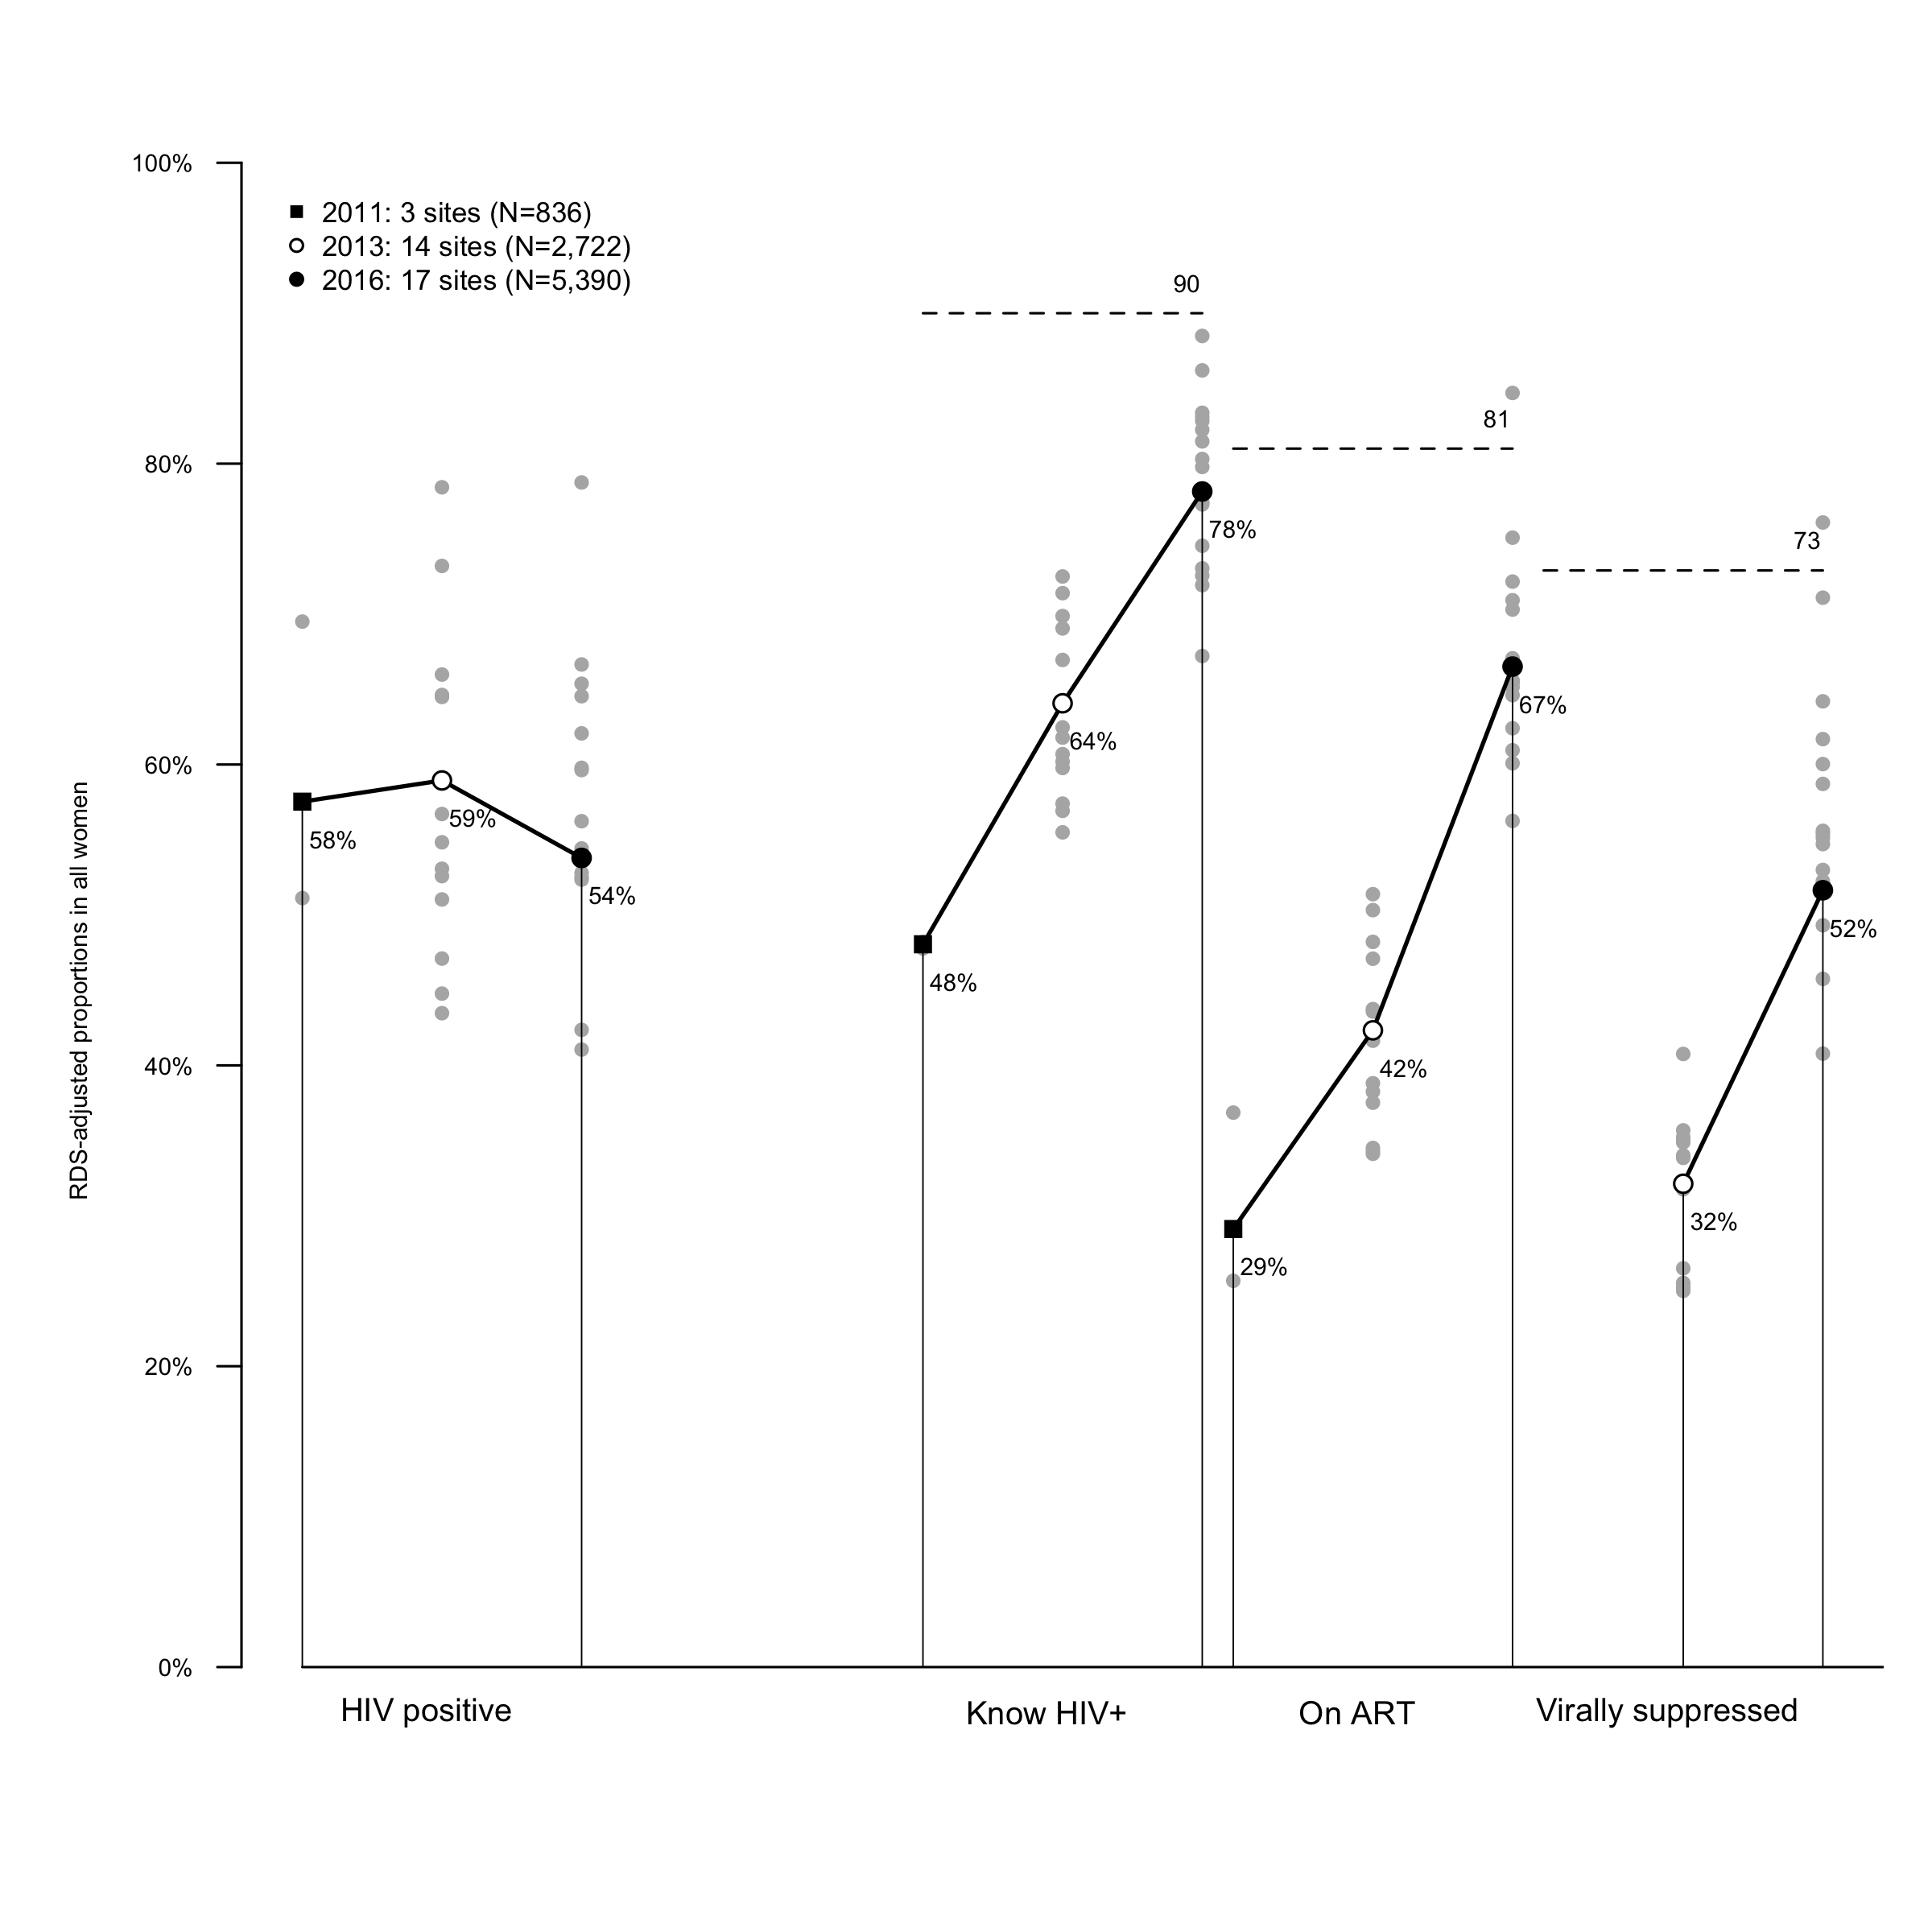 100%
2011: 3 sites (N=836)
2013: 14 sites (N=2,722)
2016: 17 sites (N=5,390)
90
81
80%
78%
73
67%
64%
60%
59%
58%
54%
52%
48%
42%
40%
32%
29%
20%
0%
RDS-adjusted proportions in all women
HIV positive
Know HIV+
On ART
Virally suppressed